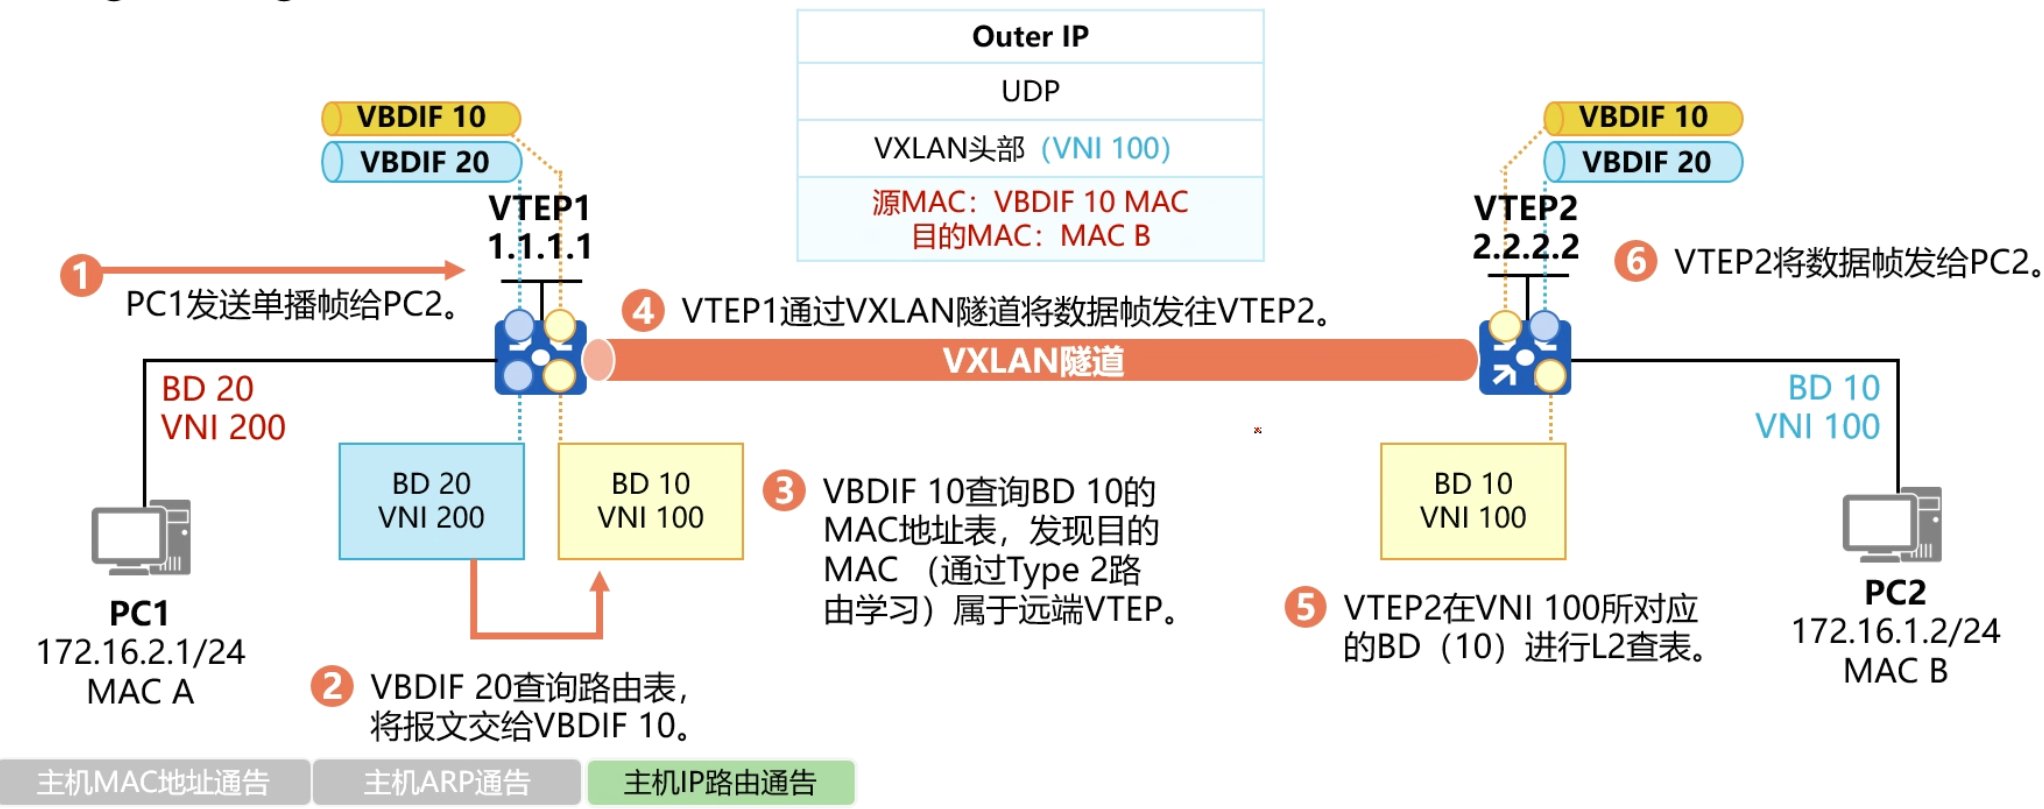 Outer IP
UDP
VXLAN头部（VNI 100）
源MAC：VBDIF 10 MAC
目的MAC：MAC B
VBDIF 10
VBDIF 20
VTEP1
1.1.1.1
VBDIF 10
VBDIF 20
VTEP2
2.2.2.2
1
PC1发送单播帧给PC2。
4 VTEP1通过VXLAN隧道将数据帧发往VTEP2。
6 VTEP2将数据帧发给PC2。
VXLAN隧道
BD 20
VNI 200
BD 10
VNI 100
BD 20
VNI 200
BD 10
VNI 100
3 VBDIF 10查询BD 10的
MAC地址表，发现目的
MAC （通过Type 2路
由学习）属于远端VTEP。
BD 10
VNI 100
PC1
172.16.2.1/24
MAC A
2 VBDIF 20查询路由表，
将报文交给VBDIF 10。
5 VTEP2在VNI 100所对应
的BD（10）进行L2查表。
PC2
172.16.1.2/24
MAC B
主机MAC地址通告
主机ARP通告
主机IP路由通告